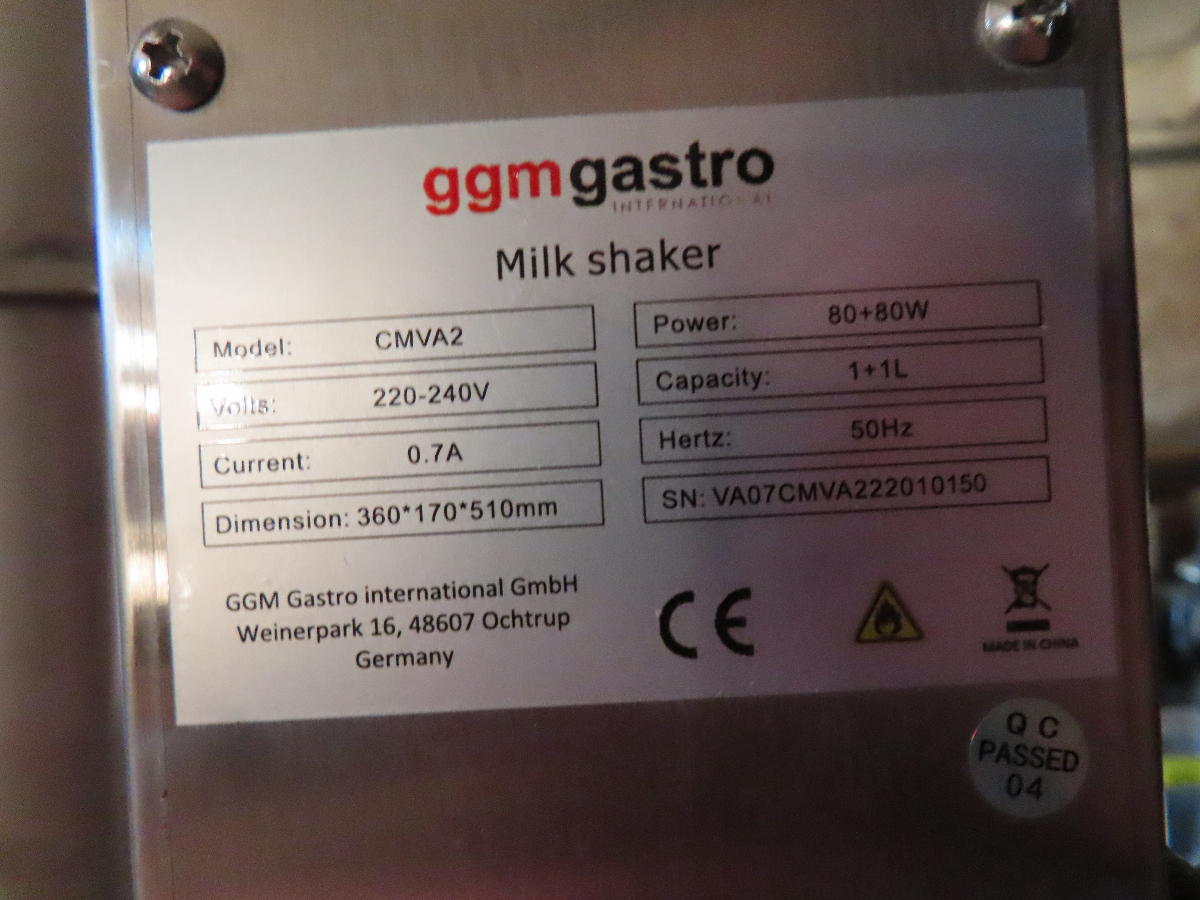 ggmgastro
INTERNATIONAL
Milk shaker
Model: CMVA2
Power: 80+80W
Volts: 220-240V
Capacity: 1+1L
Current: 0.7A
Hertz: 50Hz
Dimension: 360*170*510mm
SN: VA07CMVA222010150
GGM Gastro international GmbH
Weinerpark 16, 48607 Ochtrup
Germany
CE
MADE IN CHINA
Q C
PASSED
04